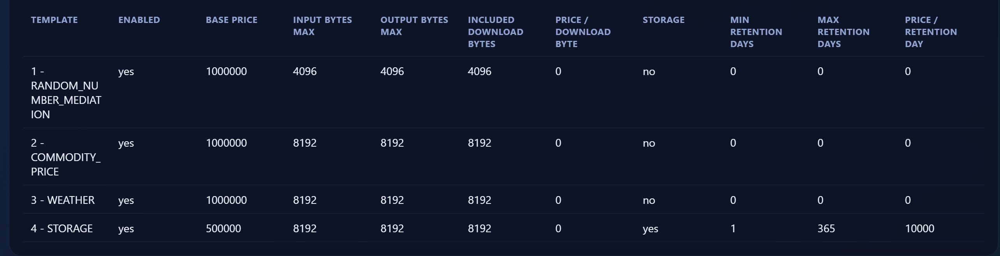 TEMPLATE ENABLED BASE PRICE INPUT BYTES MAX OUTPUT BYTES MAX INCLUDED DOWNLOAD BYTES PRICE / DOWNLOAD BYTE STORAGE MIN RETENTION DAYS MAX RETENTION DAYS PRICE / RETENTION DAY
1 - RANDOM_NUMBER_MEDIATION yes 1000000 4096 4096 4096 0 no 0 0 0
2 - COMMODITY_PRICE yes 1000000 8192 8192 8192 0 no 0 0 0
3 - WEATHER yes 1000000 8192 8192 8192 0 no 0 0 0
4 - STORAGE yes 500000 8192 8192 8192 0 yes 1 365 10000